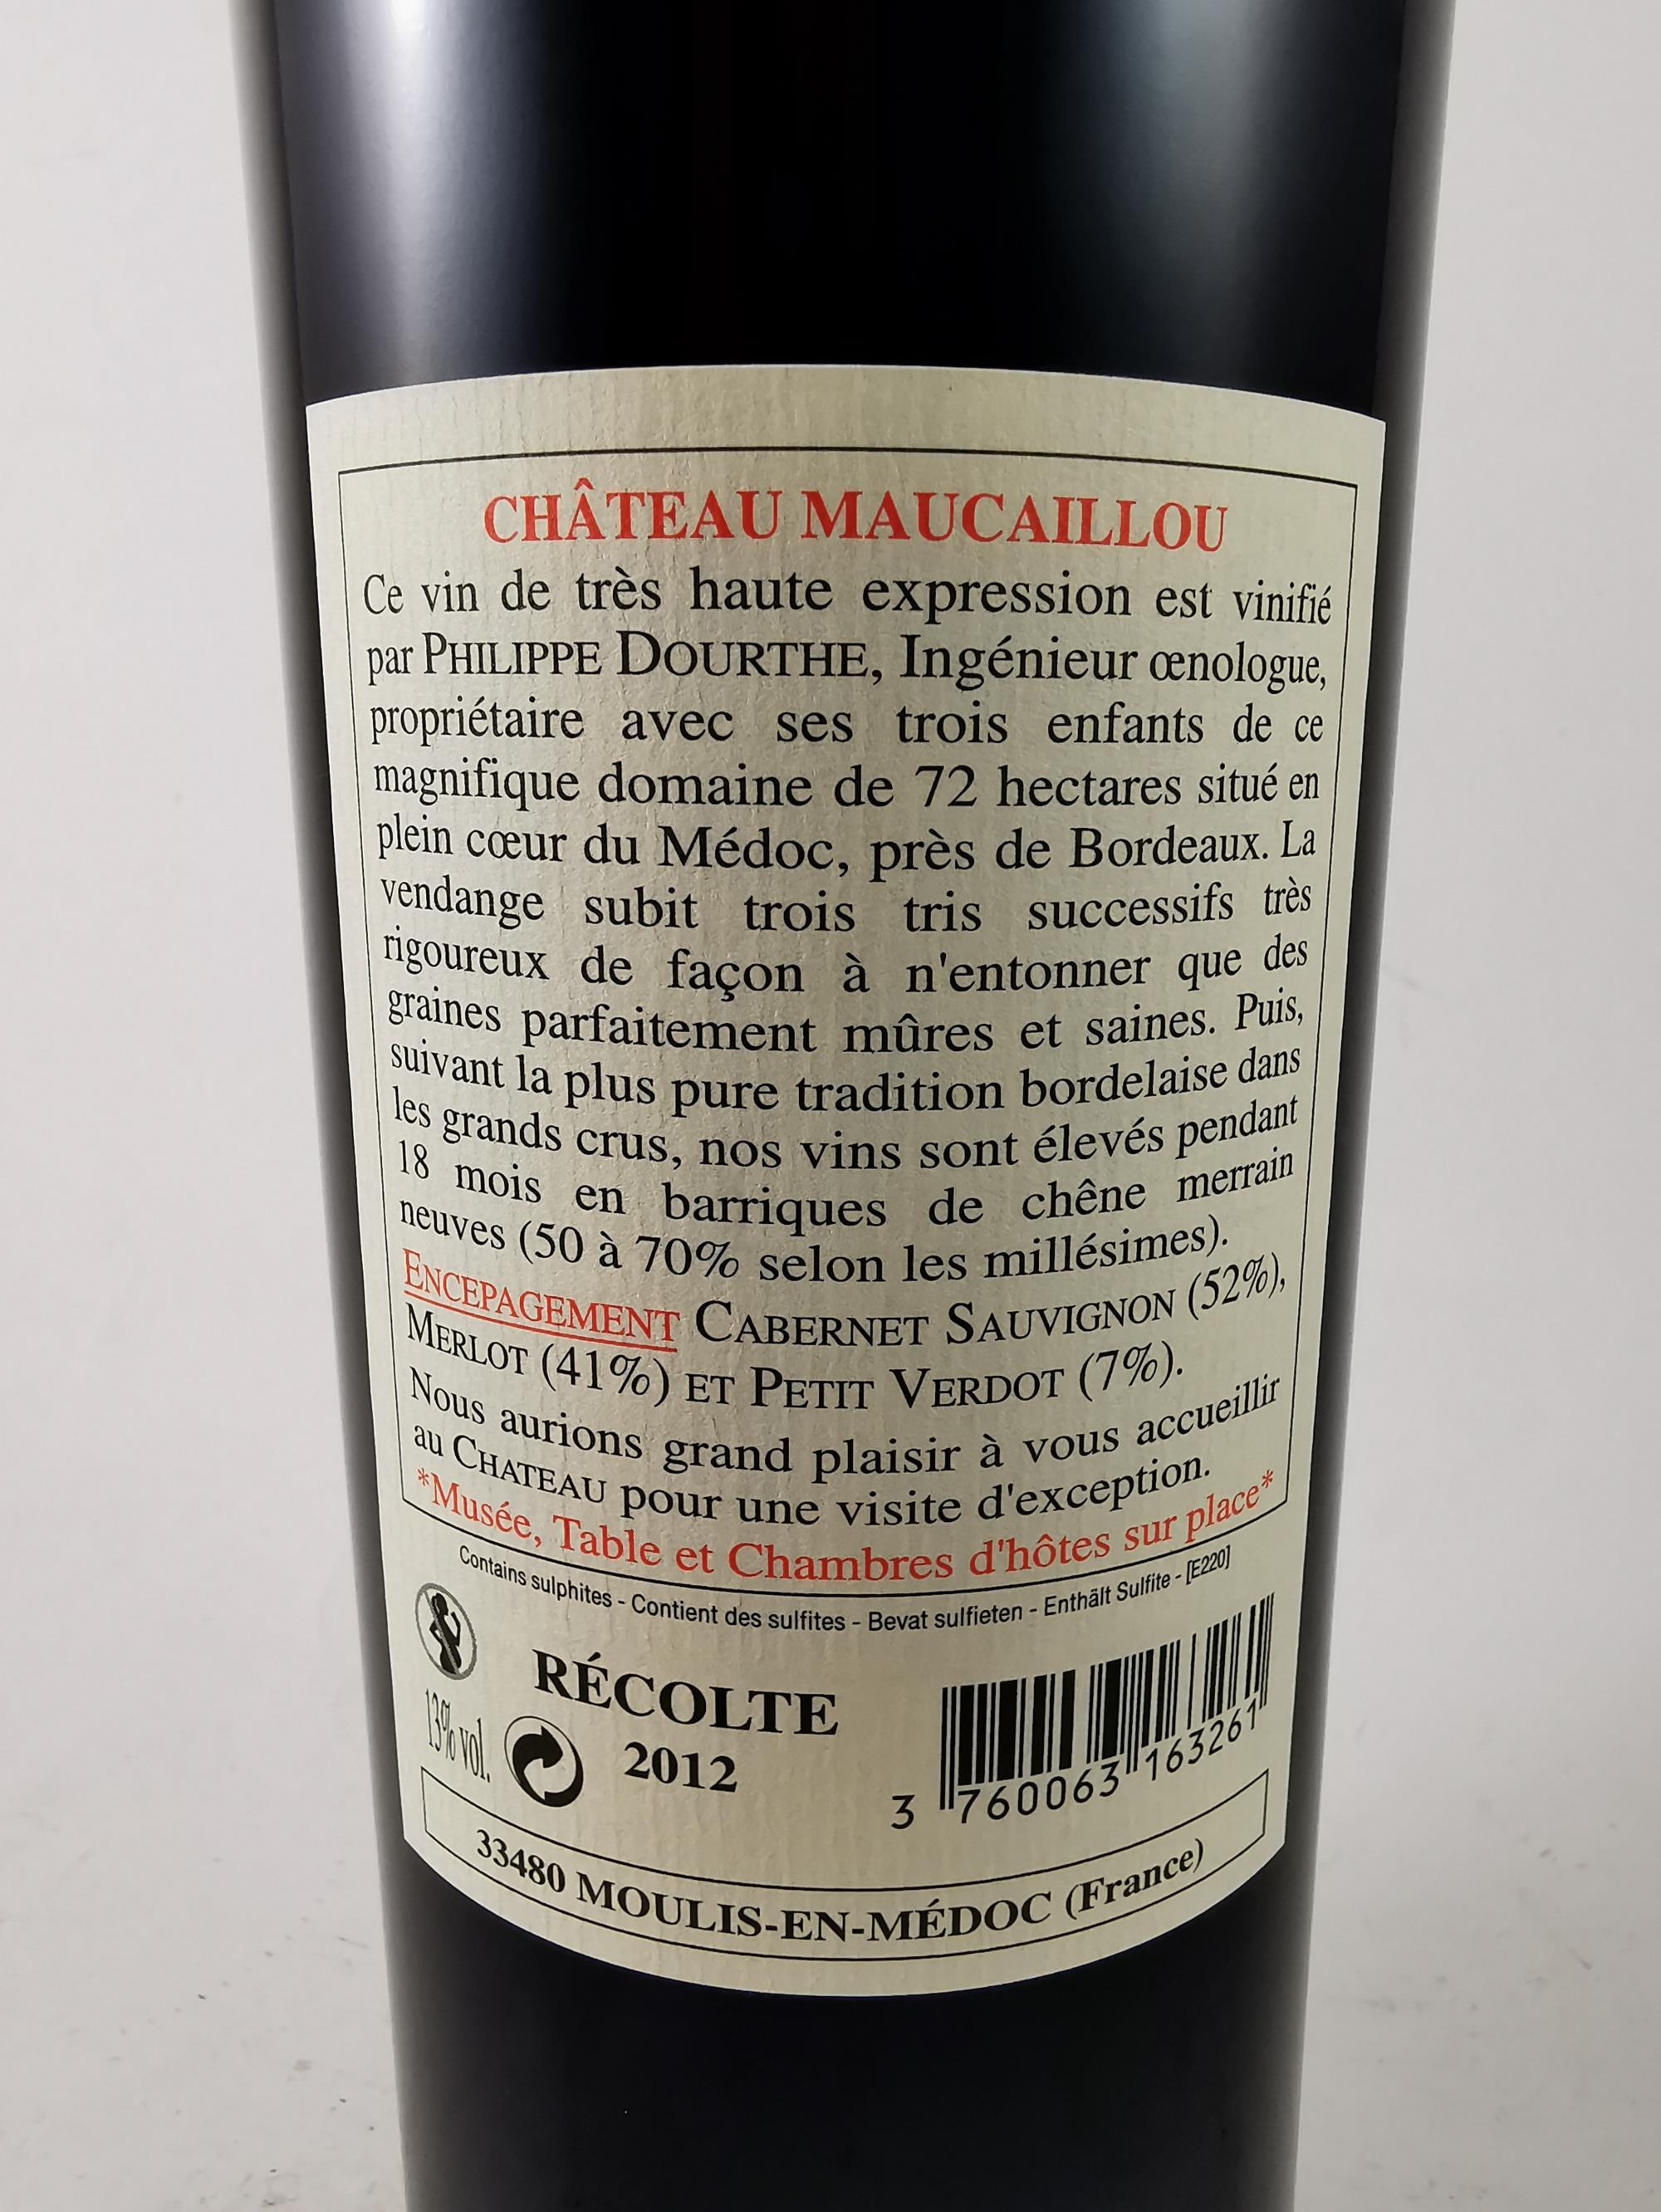 CHÂTEAU MAUCAILLOU
Ce vin de très haute expression est vinifié
par PHILIPPE DOURTHE, Ingénieur œnologue,
propriétaire avec ses trois enfants de ce
magnifique domaine de 72 hectares situé en
plein cœur du Médoc, près de Bordeaux. La
vendange subit trois tris successifs très
rigoureux de façon à n'entonner que des
graines parfaitement mûres et saines. Puis,
suivant la plus pure tradition bordelaise dans
les grands crus, nos vins sont élevés pendant
18 mois en barriques de chêne merrain
neuves (50 à 70% selon les millésimes).
ENCEPAGEMENT CABERNET SAUVIGNON (52%),
MERLOT (41%) ET PETIT VERDOT (7%).
Nous aurions grand plaisir à vous accueillir
au CHATEAU pour une visite d'exception.
*Musée, Table et Chambres d'hôtes sur place*
Contains sulphites - Contient des sulfites - Bevat sulfieten - Enthält Sulfite - [E220]
RÉCOLTE
2012
13% vol.
3 760063 163261
33480 MOULIS-EN-MÉDOC (France)